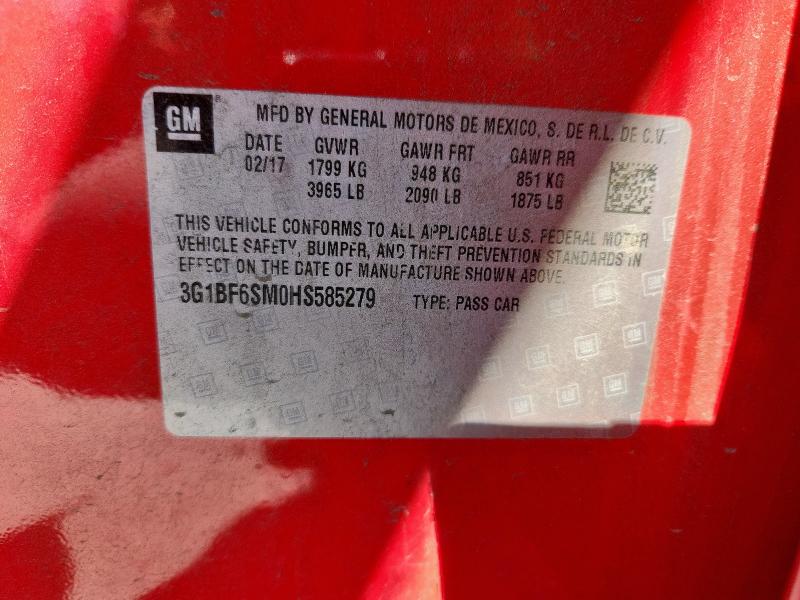 GM
MFD BY GENERAL MOTORS DE MEXICO, S. DE R.L. DE C.V.
DATE GVWR GAWR FRT GAWR RR
02/17 1799 KG 948 KG 851 KG
3965 LB 2090 LB 1875 LB
THIS VEHICLE CONFORMS TO ALL APPLICABLE U.S. FEDERAL MOTOR
VEHICLE SAFETY, BUMPER, AND THEFT PREVENTION STANDARDS IN
EFFECT ON THE DATE OF MANUFACTURE SHOWN ABOVE.
3G1BF6SM0HS585279 TYPE: PASS CAR